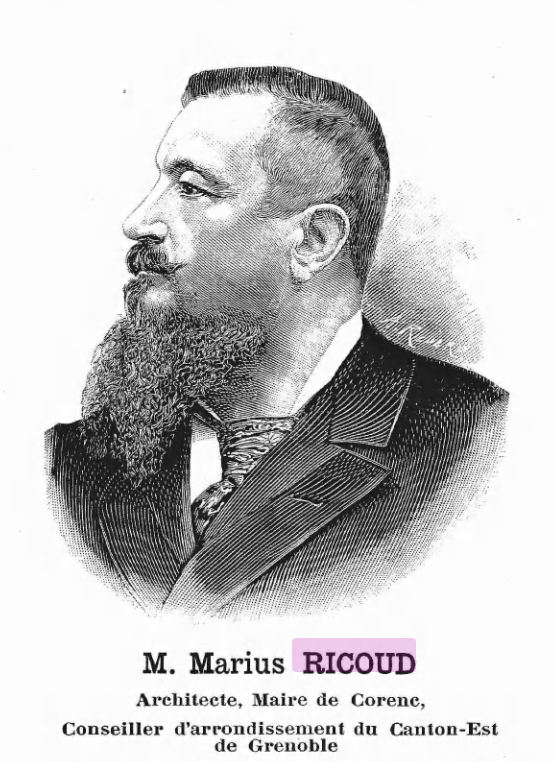 M. Marius RICOUD
Architecte, Maire de Corenc,
Conseiller d'arrondissement du Canton-Est
de Grenoble